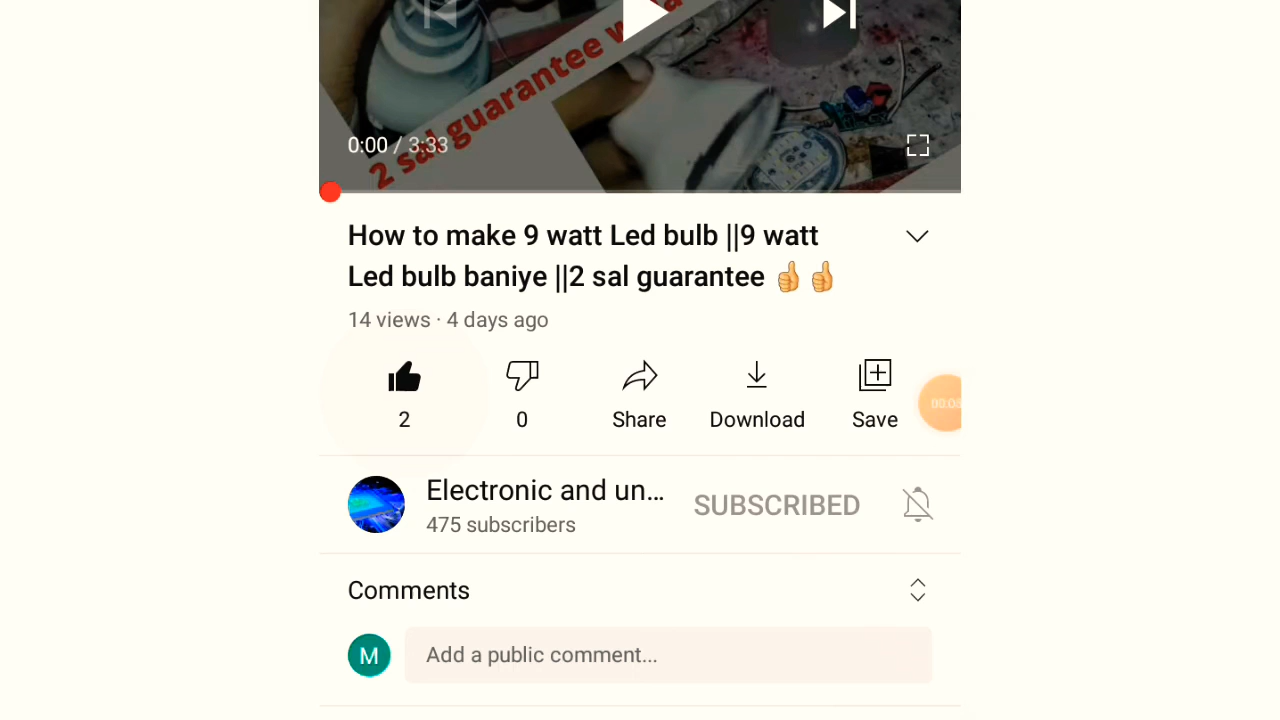 2 sal guarantee
0:00 / 3:33
How to make 9 watt Led bulb ||9 watt
Led bulb baniye ||2 sal guarantee 👍👍
14 views · 4 days ago
2
0
Share
Download
Save
Electronic and un...
SUBSCRIBED
475 subscribers
Comments
M
Add a public comment...